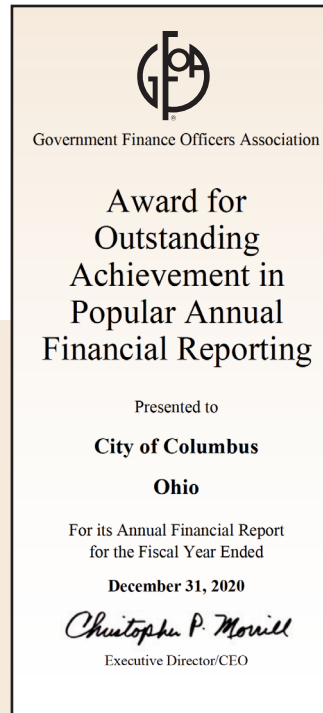 GFOA
®
Government Finance Officers Association
Award for
Outstanding
Achievement in
Popular Annual
Financial Reporting
Presented to
City of Columbus
Ohio
For its Annual Financial Report
for the Fiscal Year Ended
December 31, 2020
Christopher P. Morrill
Executive Director/CEO